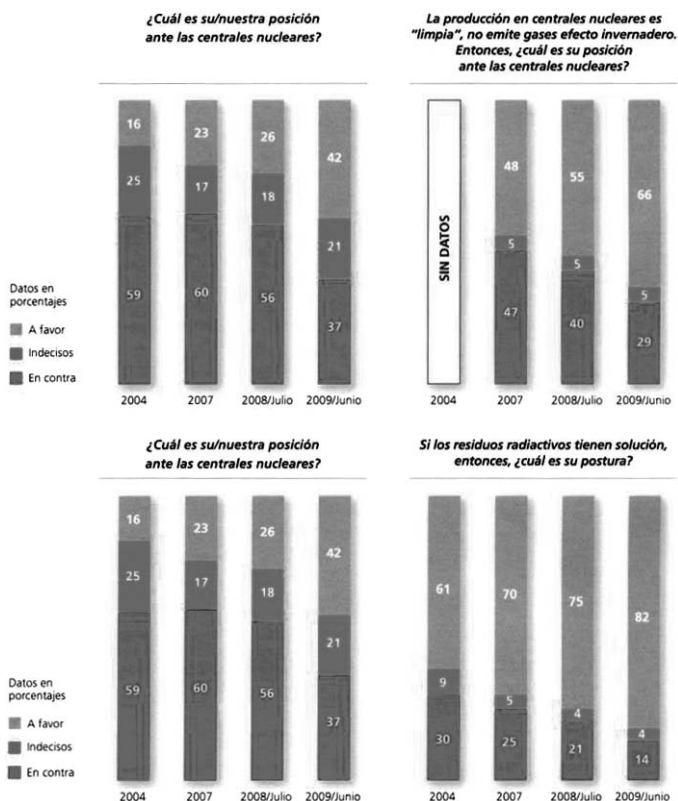 ¿Cuál es su/nuestra posición
ante las centrales nucleares?
16
23
26
42
25
17
18
21
59
60
56
37
Datos en
porcentajes
A favor
Indecisos
En contra
2004
2007
2008/Julio
2009/Junio
La producción en centrales nucleares es
"limpia", no emite gases efecto invernadero.
Entonces, ¿cuál es su posición
ante las centrales nucleares?
SIN DATOS
48
55
66
5
5
5
47
40
29
2004
2007
2008/Julio
2009/Junio
¿Cuál es su/nuestra posición
ante las centrales nucleares?
16
23
26
42
25
17
18
21
59
60
56
37
Datos en
porcentajes
A favor
Indecisos
En contra
2004
2007
2008/Julio
2009/Junio
Si los residuos radiactivos tienen solución,
entonces, ¿cuál es su postura?
61
70
75
82
9
5
4
4
30
25
21
14
2004
2007
2008/Julio
2009/Junio